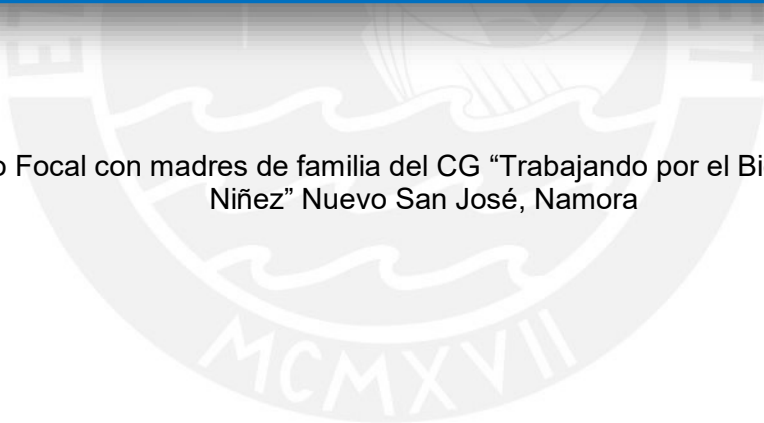 o Focal con madres de familia del CG “Trabajando por el Bi
Niñez” Nuevo San José, Namora
MCMXVII